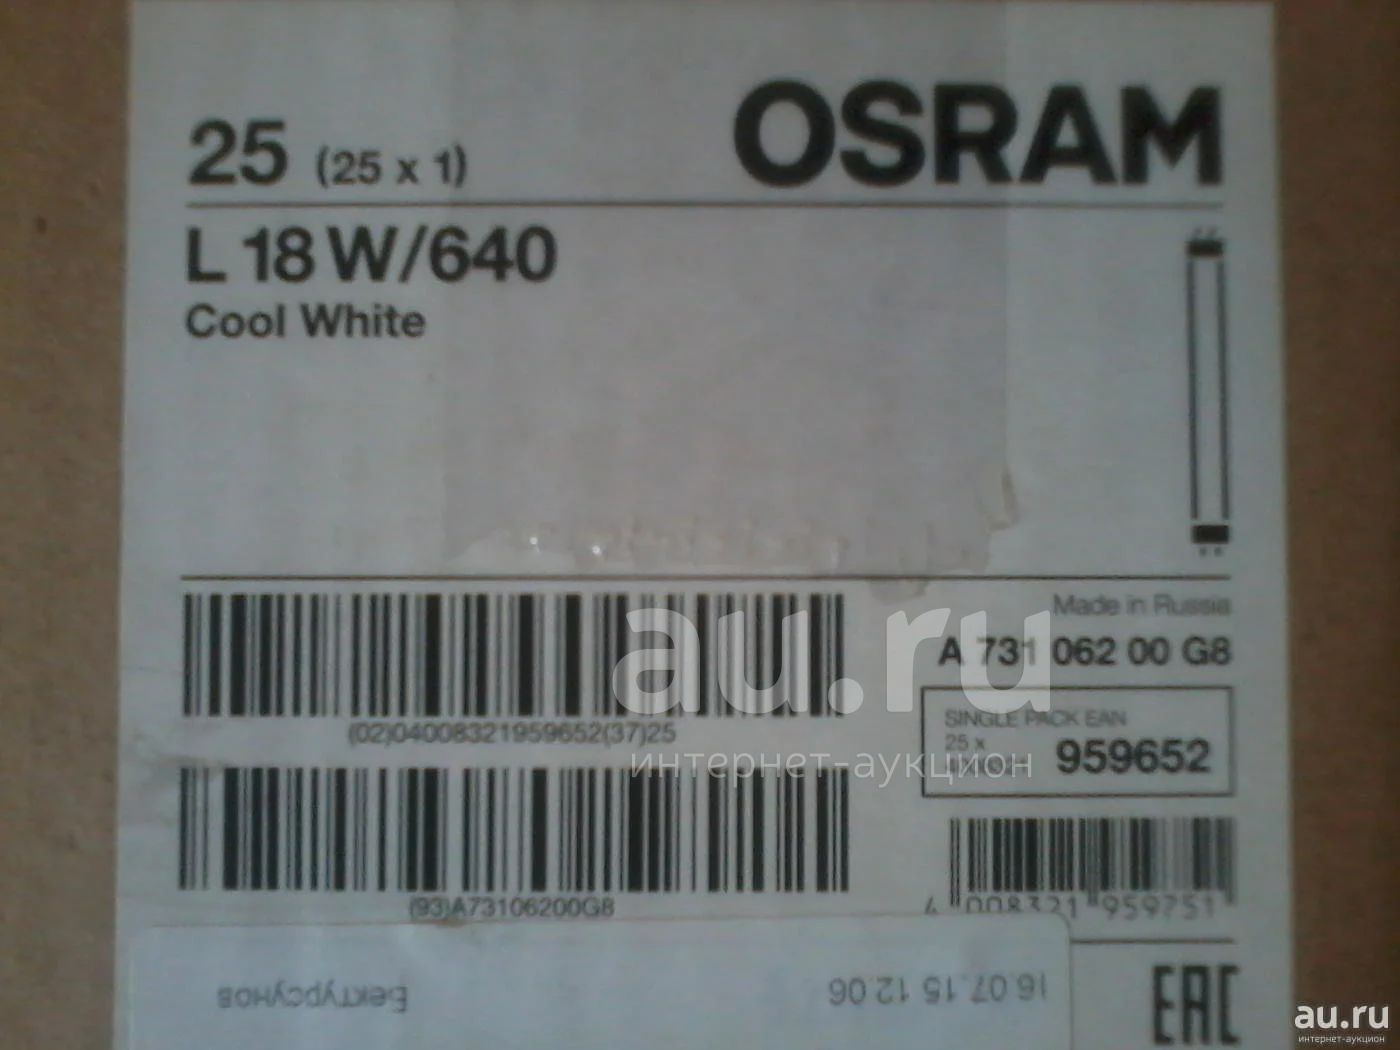 25 (25 x 1)
OSRAM
L 18 W/640
Cool White
Made in Russia
A 731 062 00 G8
(02)04008321959652(37)25
SINGLE PACK EAN
25 x
959652
(93)A73106200G8
4 008321 959751
Бектурсунов
16.07.15 12:06
EAC
au.ru
интернет-аукцион
au.ru
интернет-аукцион